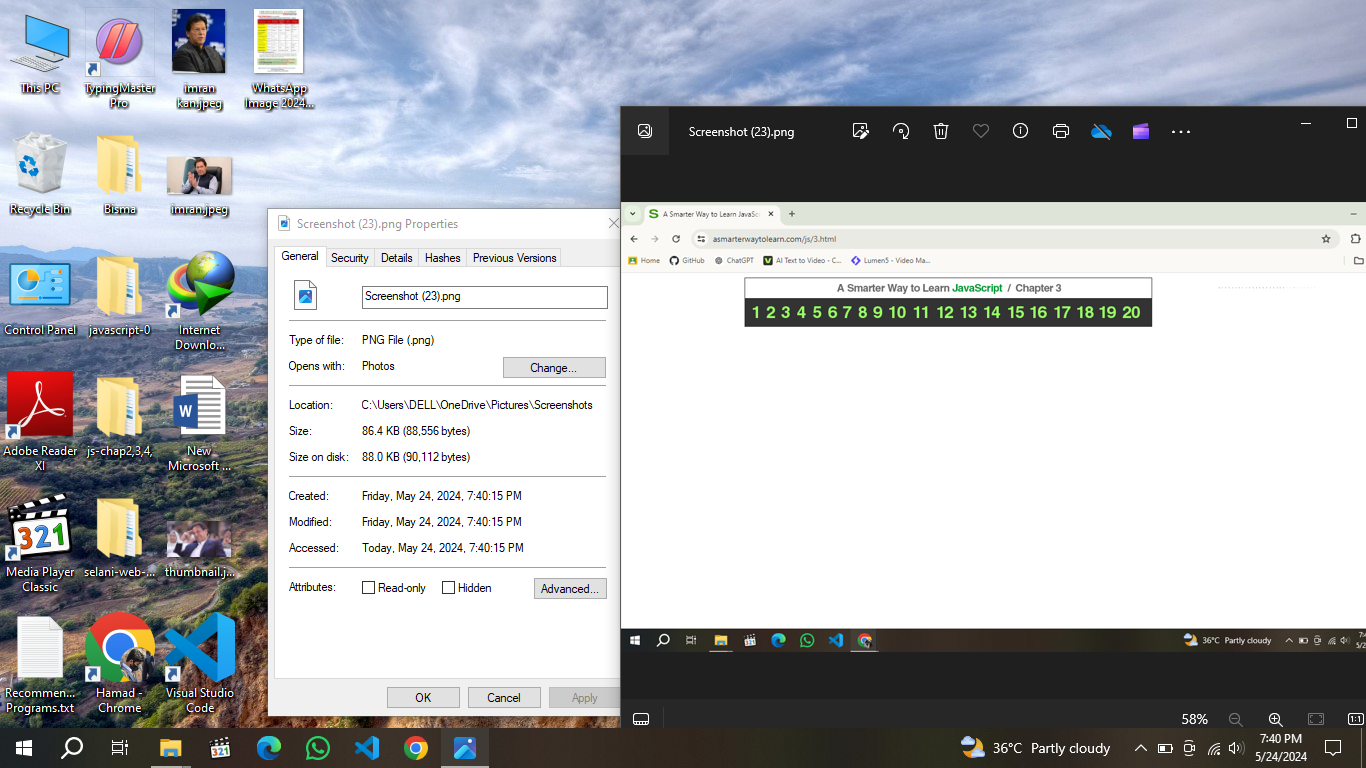 This PC
TypingMaster
Pro
imran
kan.jpeg
WhatsApp
Image 2024...
Recycle Bin
Bisma
imran.jpeg
Control Panel
javascript-0
Internet
Downlo...
Adobe Reader
XI
js-chap2,3,4,
New
Microsoft ...
Media Player
Classic
selani-web-...
thumbnail.j...
Recommen...
Programs.txt
Hamad -
Chrome
Visual Studio
Code
Screenshot (23).png Properties
General
Security
Details
Hashes
Previous Versions
Screenshot (23).png
Type of file: PNG File (.png)
Opens with: Photos
Change...
Location: C:\Users\DELL\OneDrive\Pictures\Screenshots
Size: 86.4 KB (88,556 bytes)
Size on disk: 88.0 KB (90,112 bytes)
Created: Friday, May 24, 2024, 7:40:15 PM
Modified: Friday, May 24, 2024, 7:40:15 PM
Accessed: Today, May 24, 2024, 7:40:15 PM
Attributes: Read-only Hidden Advanced...
OK Cancel Apply
Screenshot (23).png
A Smarter Way to Learn JavaSc
asmarterwaytolearn.com/js/3.html
Home GitHub ChatGPT AI Text to Video - C... Lumen5 - Video Ma...
A Smarter Way to Learn JavaScript / Chapter 3
1 2 3 4 5 6 7 8 9 10 11 12 13 14 15 16 17 18 19 20
36°C Partly cloudy
58%
1:1
321
36°C Partly cloudy
7:40 PM
5/24/2024